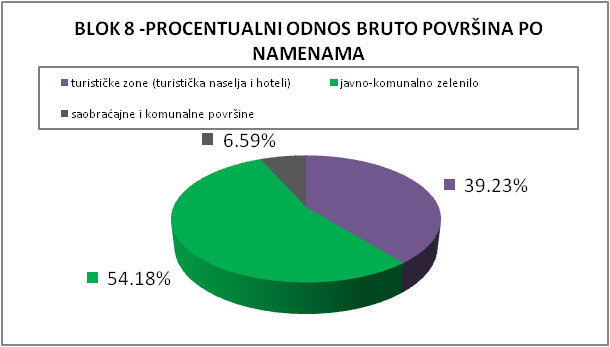 BLOK 8 -PROCENTUALNI ODNOS BRUTO POVRŠINA PO
NAMENAMA
turističke zone (turistička naselja i hoteli)
javno-komunalno zelenilo
saobraćajne i komunalne površine
6.59%
39.23%
54.18%